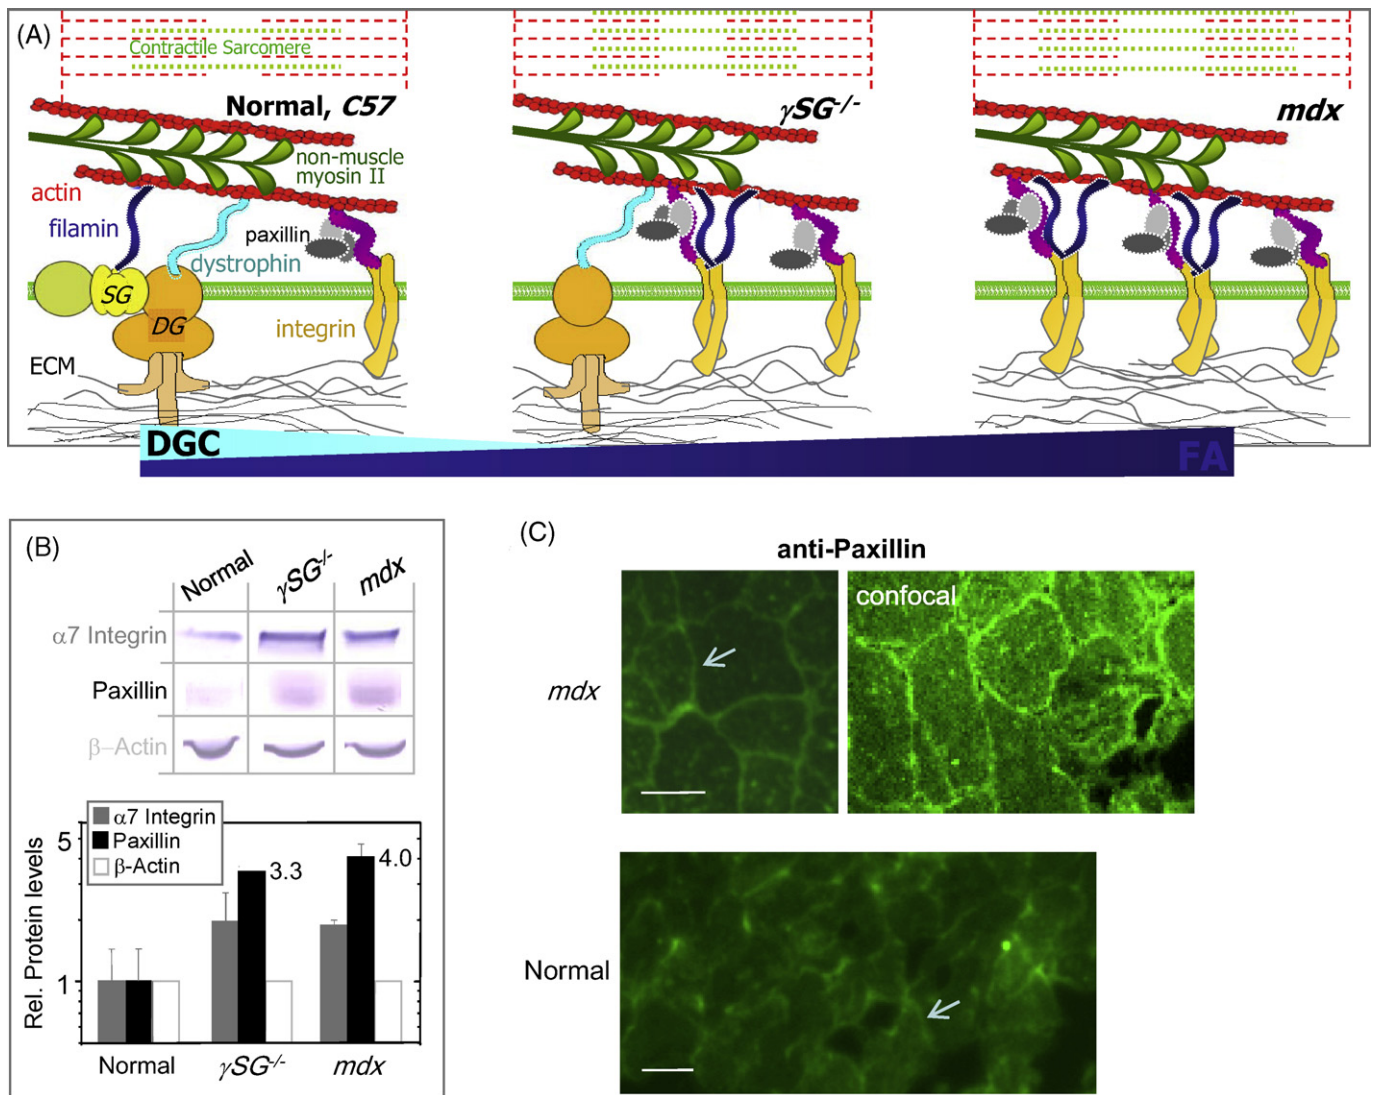 (A)
Contractile Sarcomere
Normal, C57
γSG-/-
mdx
non-muscle
myosin II
actin
filamin
paxillin
dystrophin
SG
DG
integrin
ECM
DGC
FA
(B)
Normal
γSG-/-
mdx
α7 Integrin
Paxillin
β-Actin
α7 Integrin
Paxillin
β-Actin
5
3.3
4.0
1
Rel. Protein levels
Normal
γSG-/-
mdx
(C)
anti-Paxillin
confocal
mdx
Normal